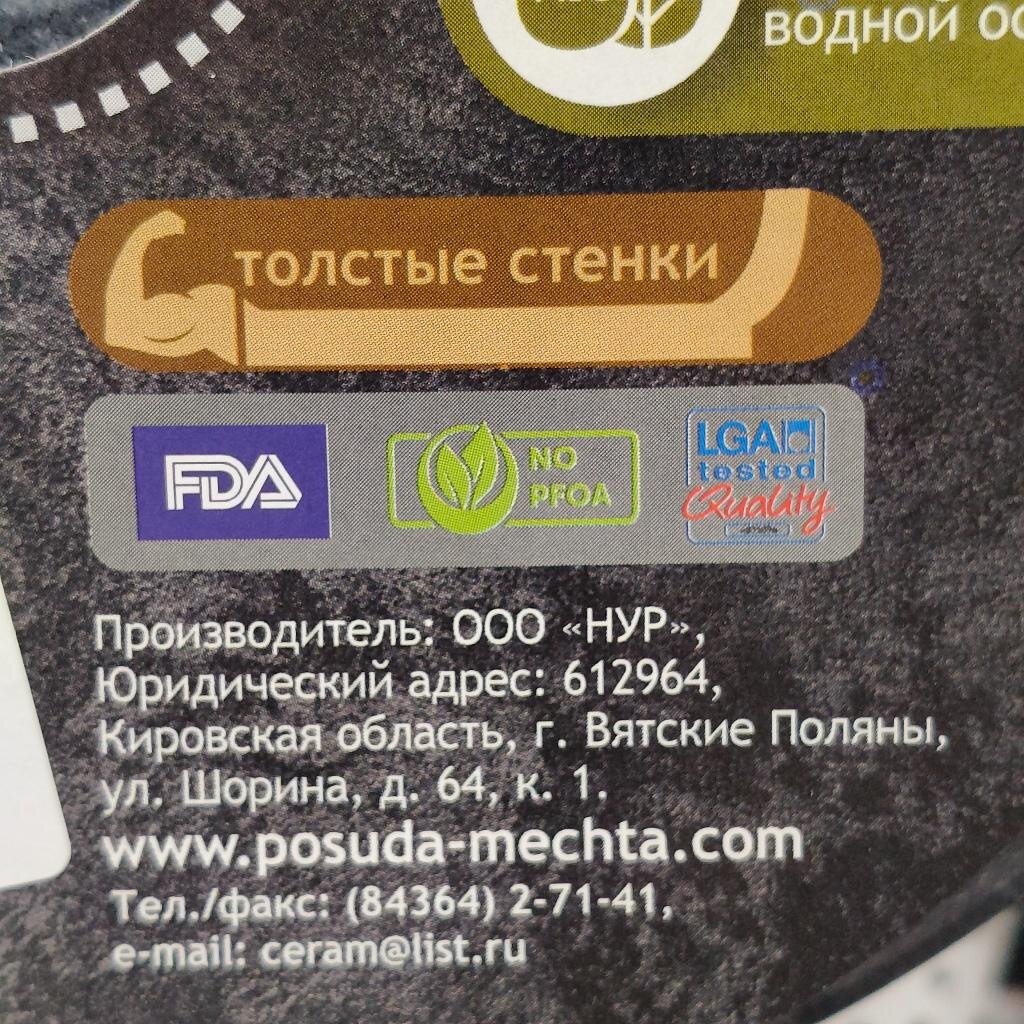 ВОДНОЙ
ТОЛСТЫЕ СТЕНКИ
FDA
NO
PFOA
LGA
tested
Quality
Производитель: ООО «НУР»,
Юридический адрес: 612964,
Кировская область, г. Вятские Поляны,
ул. Шорина, д. 64, к. 1.
www.posuda-mechta.com
Тел./факс: (84364) 2-71-41,
e-mail: ceram@list.ru